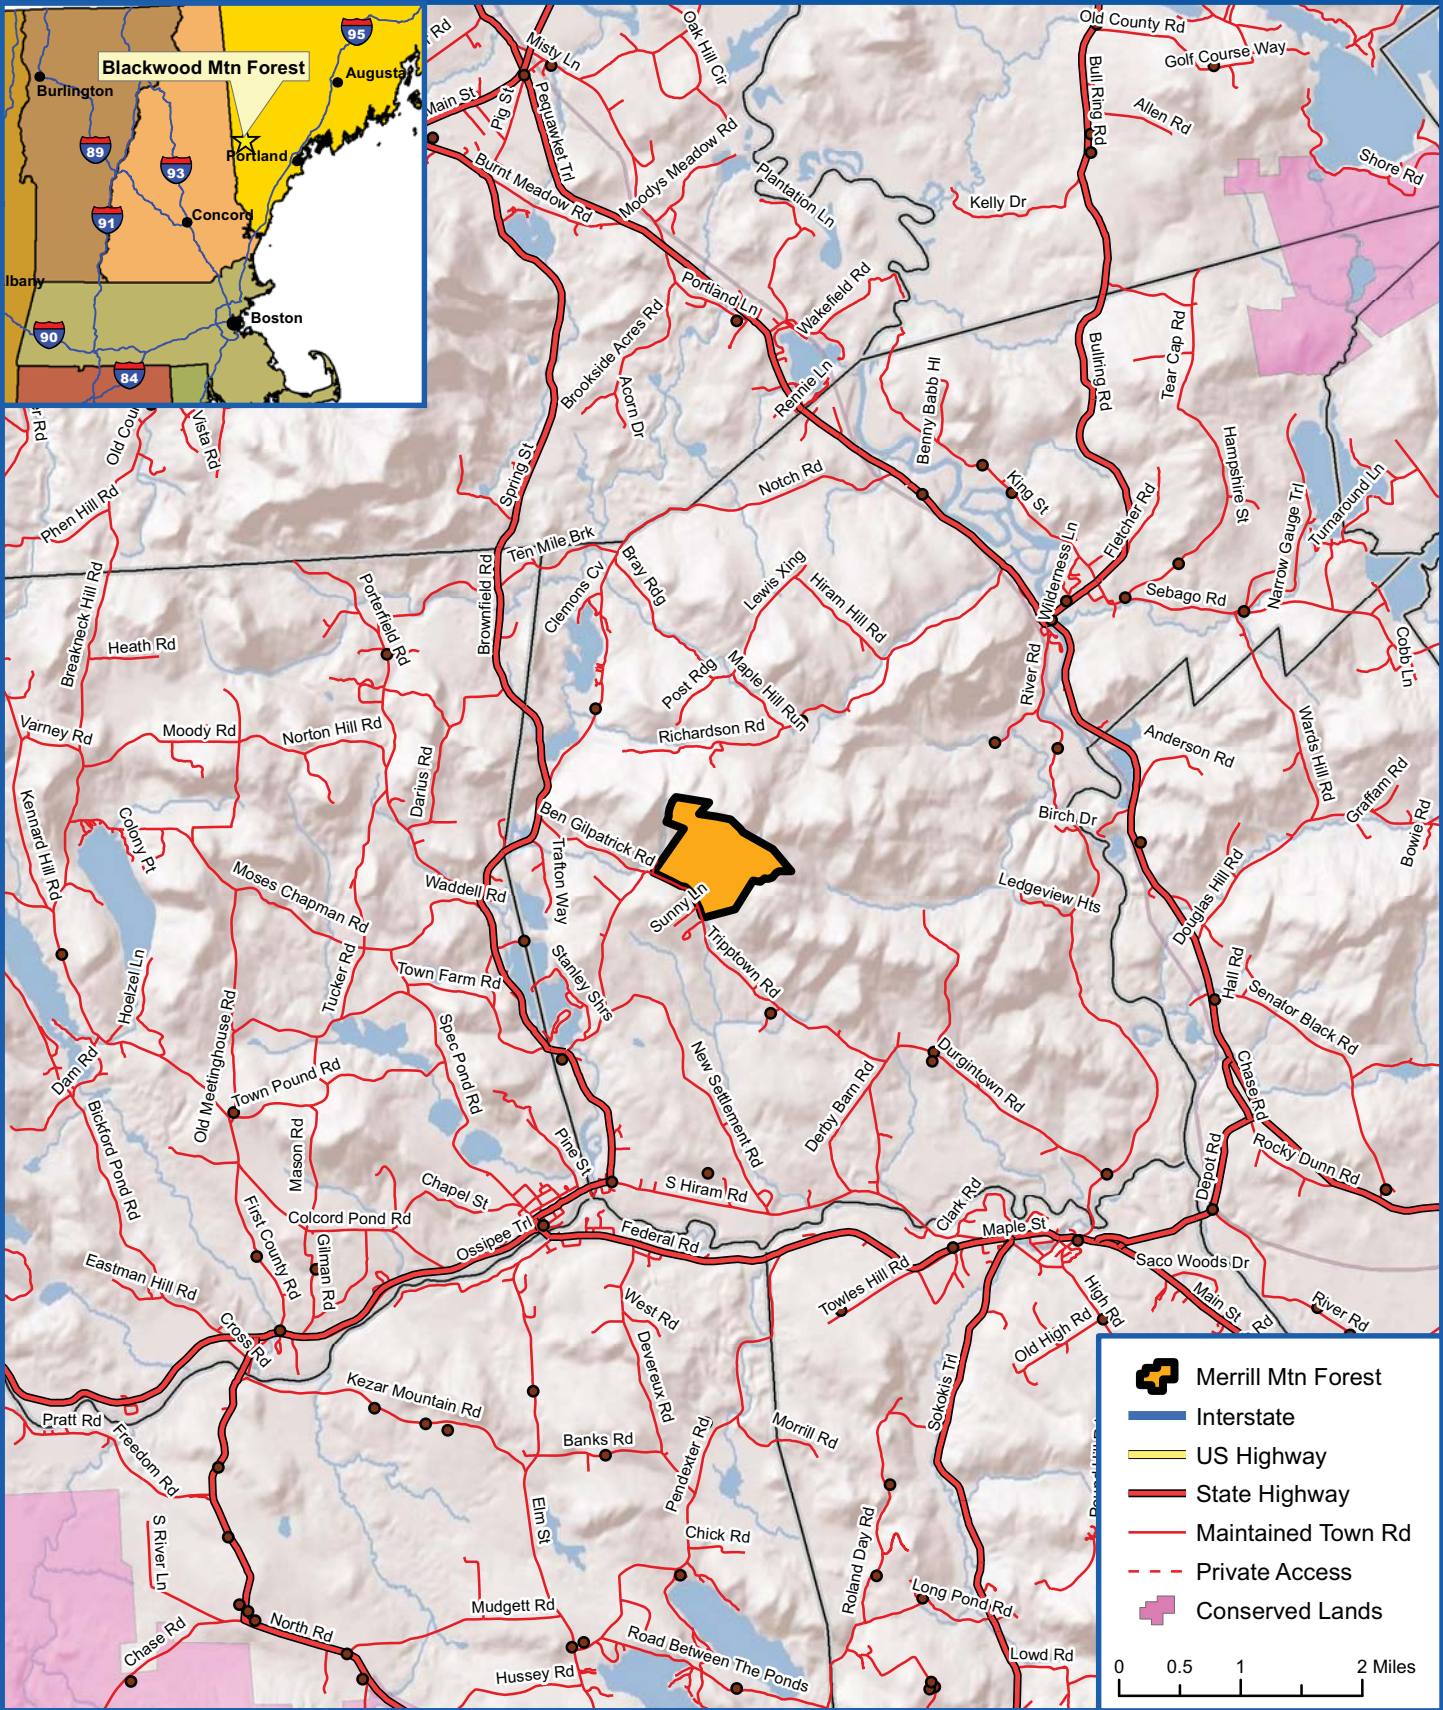 95
Blackwood Mtn Forest
Burlington
Augusta
89
93
Portland
91
Concord
lbany
Boston
90
84
r Rd
Misty Ln
Oak Hill Cir
Old County Rd
Golf Course Way
Main St
Pig St
Pequawket Trl
Bull Ring Rd
Allen Rd
Shore Rd
Burnt Meadow Rd
Moodys Meadow Rd
Plantation Ln
Kelly Dr
Portland Ln
Wakefield Rd
Brookside Acres Rd
Acorn Dr
Rennie Ln
Benny Babb Hl
Bullring Rd
Tear Cap Rd
er Rd
Old Cou
Vista Rd
Spring St
Notch Rd
King St
Hampshire St
Phen Hill Rd
Fletcher Rd
Narrow Gauge Trl
Turnaround Ln
Ten Mile Brk
Bray Rdg
Wilderness Ln
Breakneck Hill Rd
Porterfield Rd
Brownfield Rd
Clemons Cv
Lewis Xing
Hiram Hill Rd
Sebago Rd
Heath Rd
Post Rdg
Maple Hill Run
River Rd
Cobb Ln
Varney Rd
Moody Rd
Norton Hill Rd
Richardson Rd
Anderson Rd
Wards Hill Rd
Darius Rd
Graffam Rd
Kennard Hill Rd
Colony Pt
Ben Gilpatrick Rd
Birch Dr
Bowie Rd
Moses Chapman Rd
Waddell Rd
Trafton Way
Sunny Ln
Ledgeview Hts
Douglas Hill Rd
Hoelzel Ln
Tucker Rd
Town Farm Rd
Stanley Shrs
Tripptown Rd
Hall Rd
Senator Black Rd
Old Meetinghouse Rd
Spec Pond Rd
New Settlement Rd
Durgintown Rd
Dam Rd
Town Pound Rd
Derby Barn Rd
Chase Rd
Bickford Pond Rd
Mason Rd
Pine St
Depot Rd
Rocky Dunn Rd
Chapel St
S Hiram Rd
Clark Rd
First County Rd
Colcord Pond Rd
Gilman Rd
Ossipee Trl
Federal Rd
Maple St
Saco Woods Dr
Eastman Hill Rd
Towles Hill Rd
High Rd
Main St
River Rd
Cross Rd
West Rd
Old High Rd
Rd
Devereux Rd
Sokokis Trl
Kezar Mountain Rd
Pratt Rd
Freedom Rd
Banks Rd
Pendexter Rd
Morrill Rd
S River Ln
Elm St
Chick Rd
Roland Day Rd
Long Pond Rd
Mudgett Rd
Chase Rd
North Rd
Hussey Rd
Road Between The Ponds
Lowd Rd
Merrill Mtn Forest
Interstate
US Highway
State Highway
Maintained Town Rd
Private Access
Conserved Lands
0 0.5 1 2 Miles